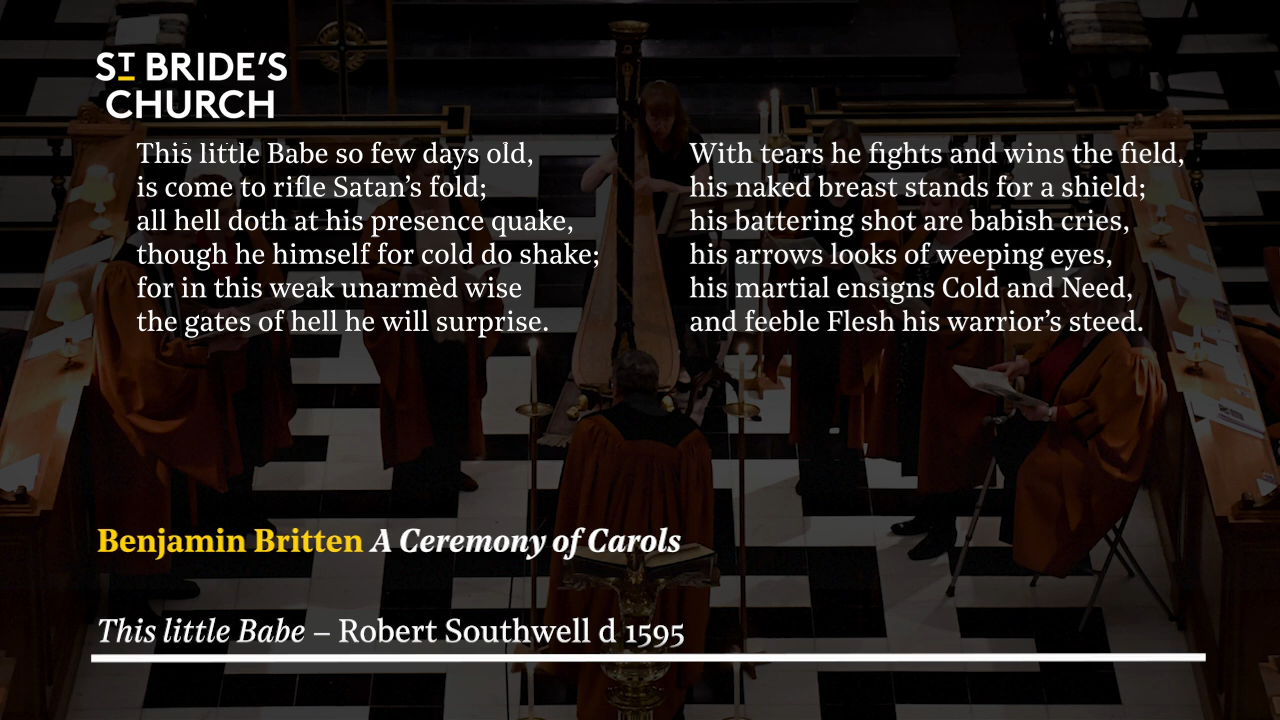 ST BRIDE’S
CHURCH
This little Babe so few days old,
is come to rifle Satan’s fold;
all hell doth at his presence quake,
though he himself for cold do shake;
for in this weak unarmèd wise
the gates of hell he will surprise.
With tears he fights and wins the field,
his naked breast stands for a shield;
his battering shot are babish cries,
his arrows looks of weeping eyes,
his martial ensigns Cold and Need,
and feeble Flesh his warrior’s steed.
Benjamin Britten A Ceremony of Carols
This little Babe – Robert Southwell d 1595